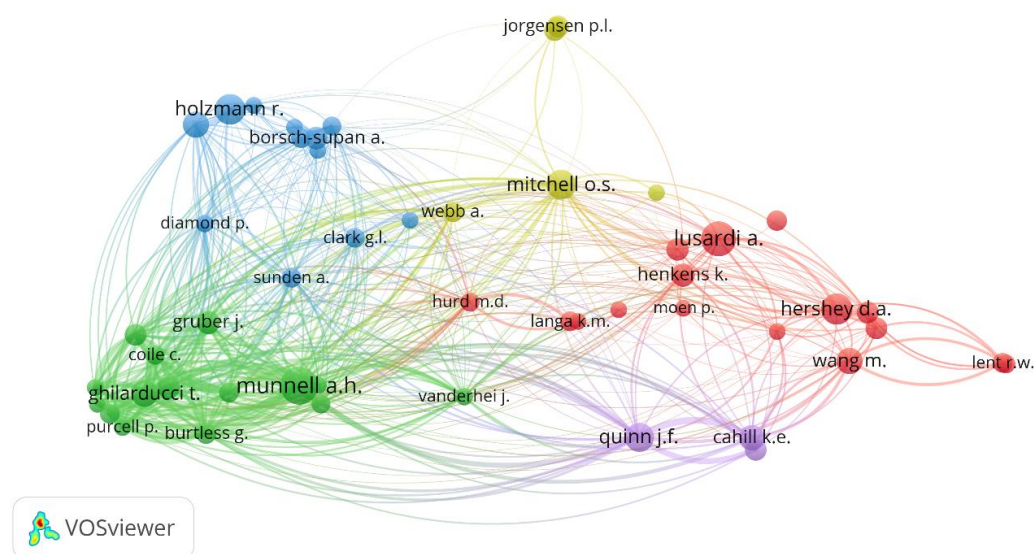 jorgensen p.l.
holzmann r.
borsch-supan a.
mitchell o.s.
webb a.
diamond p.
clark g.l.
lusardi a.
henkens k.
sunden a.
hurd m.d.
moen p.
hershey d.a.
langa k.m.
gruber j.
coile c.
wang m.
lent r.w.
munnell a.h.
ghilarducci t.
vanderhei j.
purcell p.
burtless g.
quinn j.f.
cahill k.e.
VOSviewer